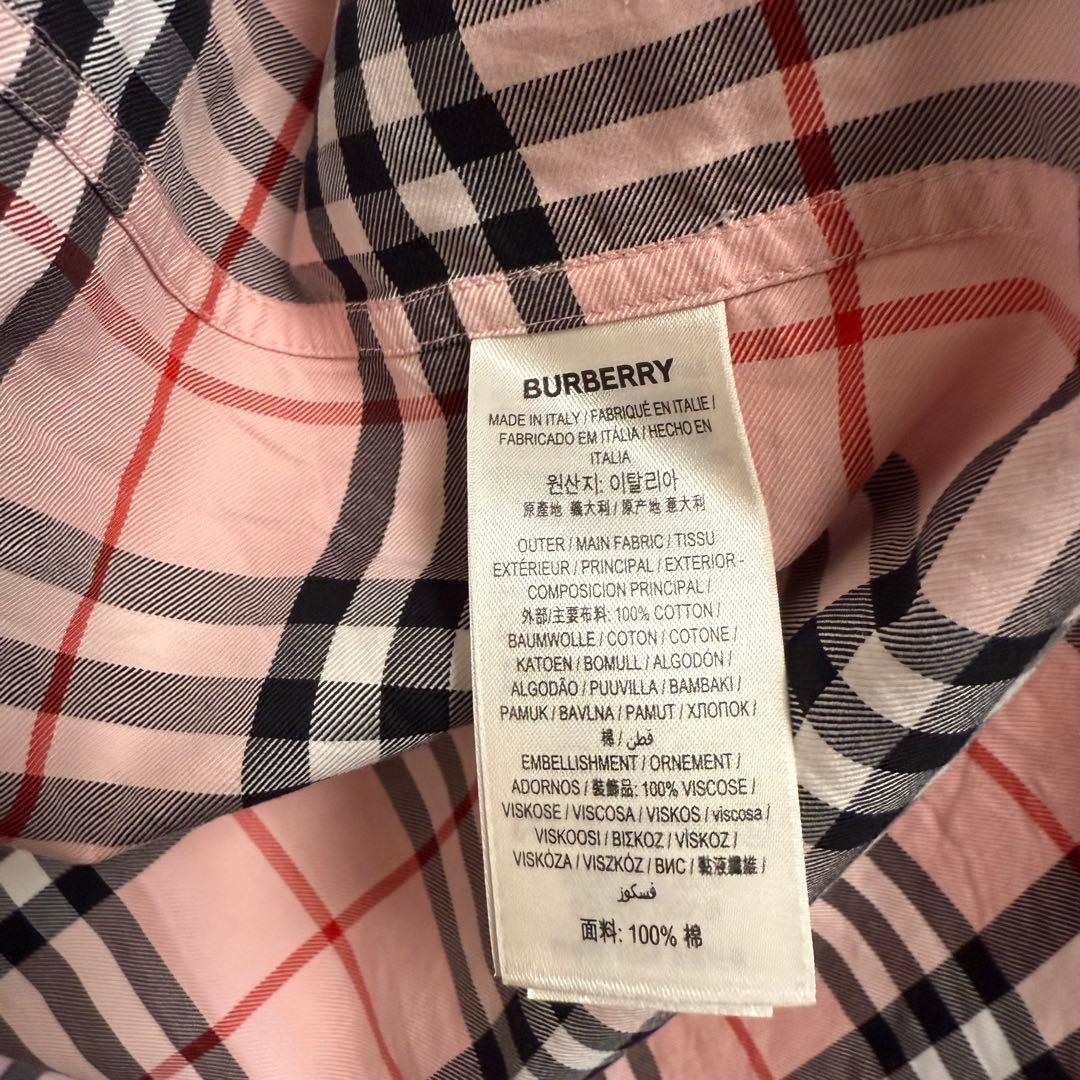 BURBERRY
MADE IN ITALY / FABRIQUÉ EN ITALIE /
FABRICADO EM ITÁLIA / HECHO EN
ITALIA
원산지: 이탈리아
原產地 義大利 / 原产地 意大利
OUTER / MAIN FABRIC / TISSU
EXTÉRIEUR / PRINCIPAL / EXTERIOR -
COMPOSICION PRINCIPAL /
外部/主要布料: 100% COTTON /
BAUMWOLLE / COTON / COTONE /
KATOEN / BOMULL / ALGODÓN /
ALGODÃO / PUUVILLA / BAMBAKI /
PAMUK / BAVLNA / PAMUT / ХЛОПОК /
棉 / قطن /
EMBELLISHMENT / ORNEMENT /
ADORNOS / 裝飾品: 100% VISCOSE /
VISKOSE / VISCOSA / VISKOS / viscosa /
VISKOOSI / ΒΙΣΚΟΖ / VİSKOZ /
VISKÓZA / VISZKÓZ / ВИС / 黏液纖維 /
فسكوز
面料: 100% 棉